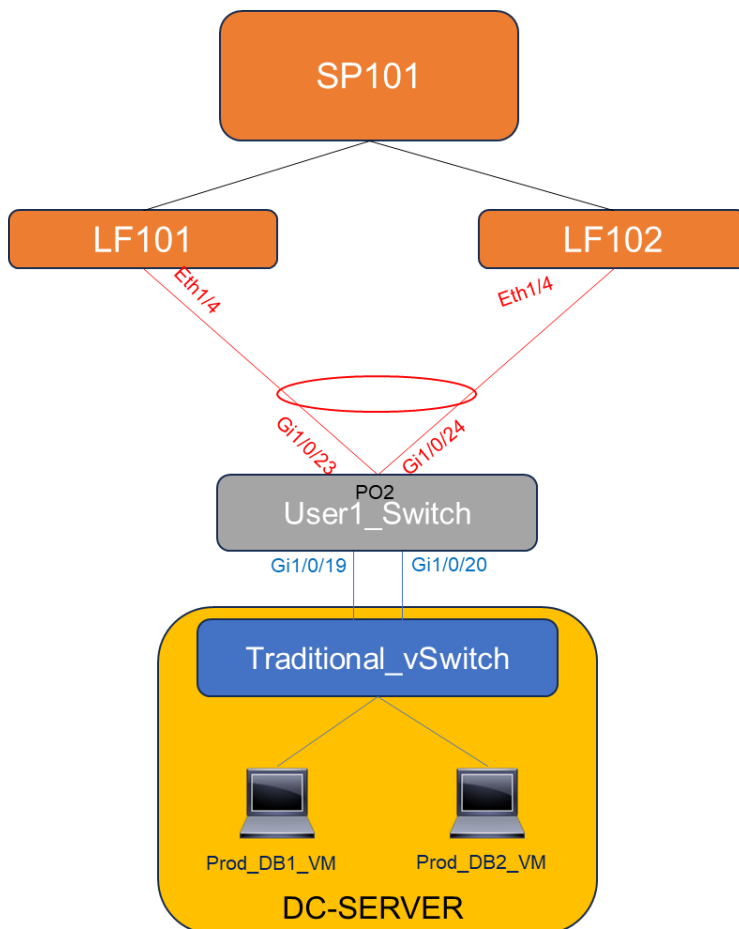 SP101
LF101
LF102
Eth1/4
Eth1/4
Gi1/0/23
Gi1/0/24
PO2
User1_Switch
Gi1/0/19
Gi1/0/20
Traditional_vSwitch
Prod_DB1_VM
Prod_DB2_VM
DC-SERVER